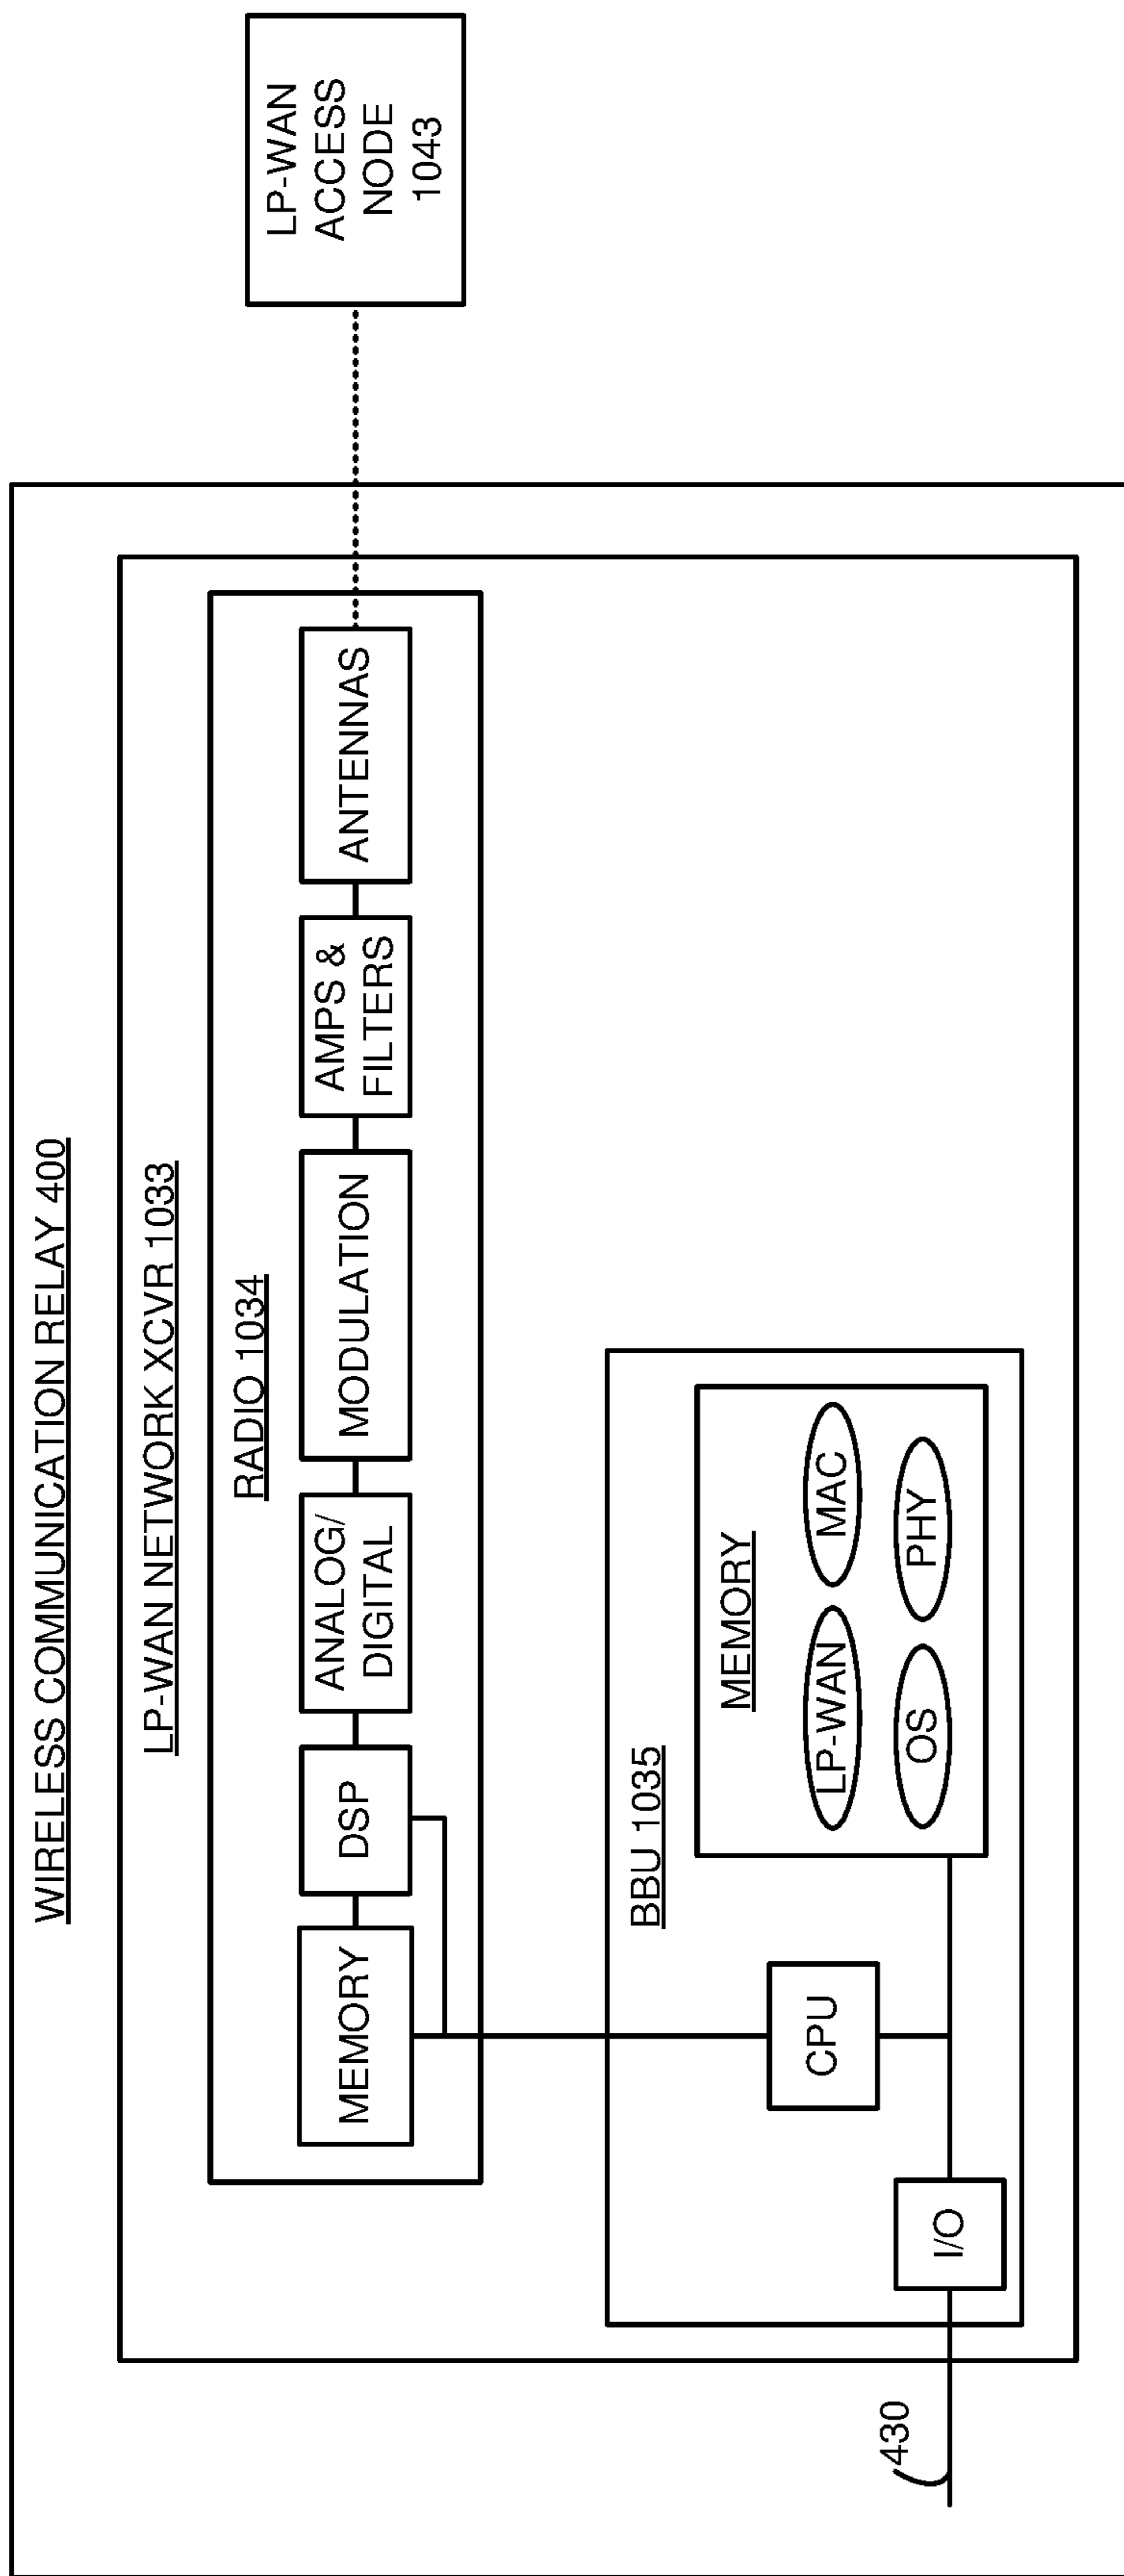 WIRELESS COMMUNICATION RELAY 400
LP-WAN NETWORK XCVR 1033
RADIO 1034
MEMORY
DSP
ANALOG/
DIGITAL
MODULATION
AMPS &
FILTERS
ANTENNAS
LP-WAN
ACCESS
NODE
1043
BBU 1035
CPU
MEMORY
LP-WAN
MAC
OS
PHY
I/O
430